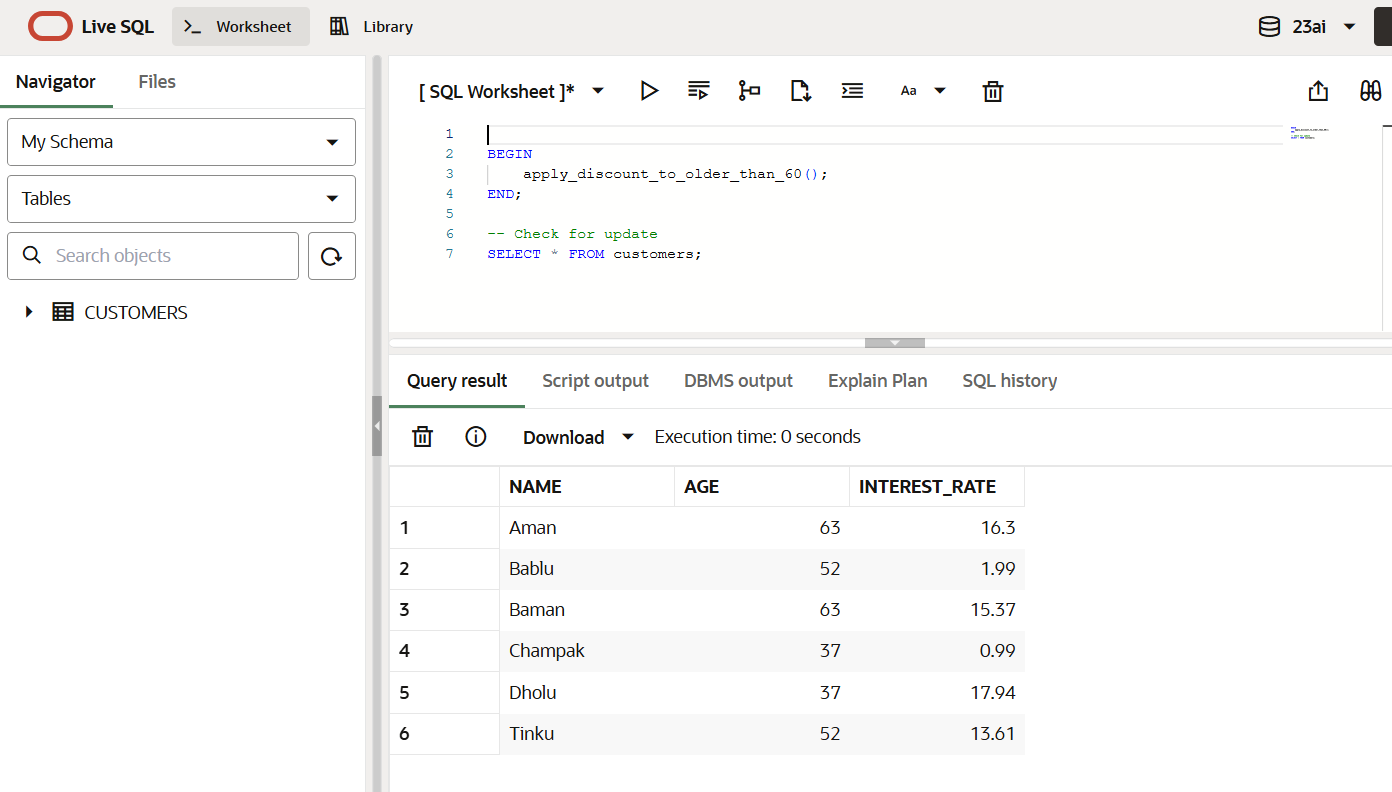 Live SQL Worksheet Library 23ai
Navigator Files
My Schema
Tables
Search objects
CUSTOMERS
[ SQL Worksheet ]* Aa
1
2 BEGIN
3 apply_discount_to_older_than_60();
4 END;
5
6 -- Check for update
7 SELECT * FROM customers;
Query result Script output DBMS output Explain Plan SQL history
Download Execution time: 0 seconds
NAME AGE INTEREST_RATE
1 Aman 63 16.3
2 Bablu 52 1.99
3 Baman 63 15.37
4 Champak 37 0.99
5 Dholu 37 17.94
6 Tinku 52 13.61